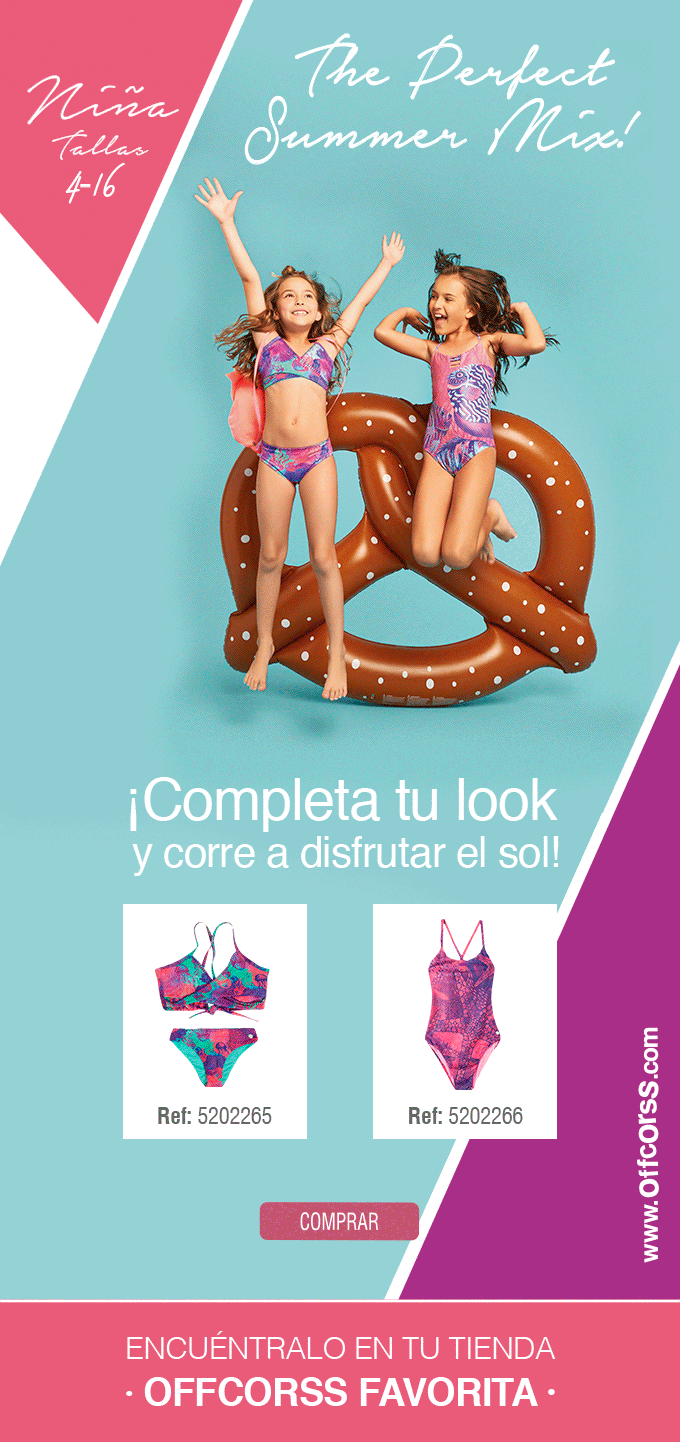 Niña
Tallas
4-16
The Perfect
Summer Mix!
¡Completa tu look
y corre a disfrutar el sol!
Ref: 5202265
Ref: 5202266
www.offcorss.com
COMPRAR
ENCUÉNTRALO EN TU TIENDA
· OFFCORSS FAVORITA ·